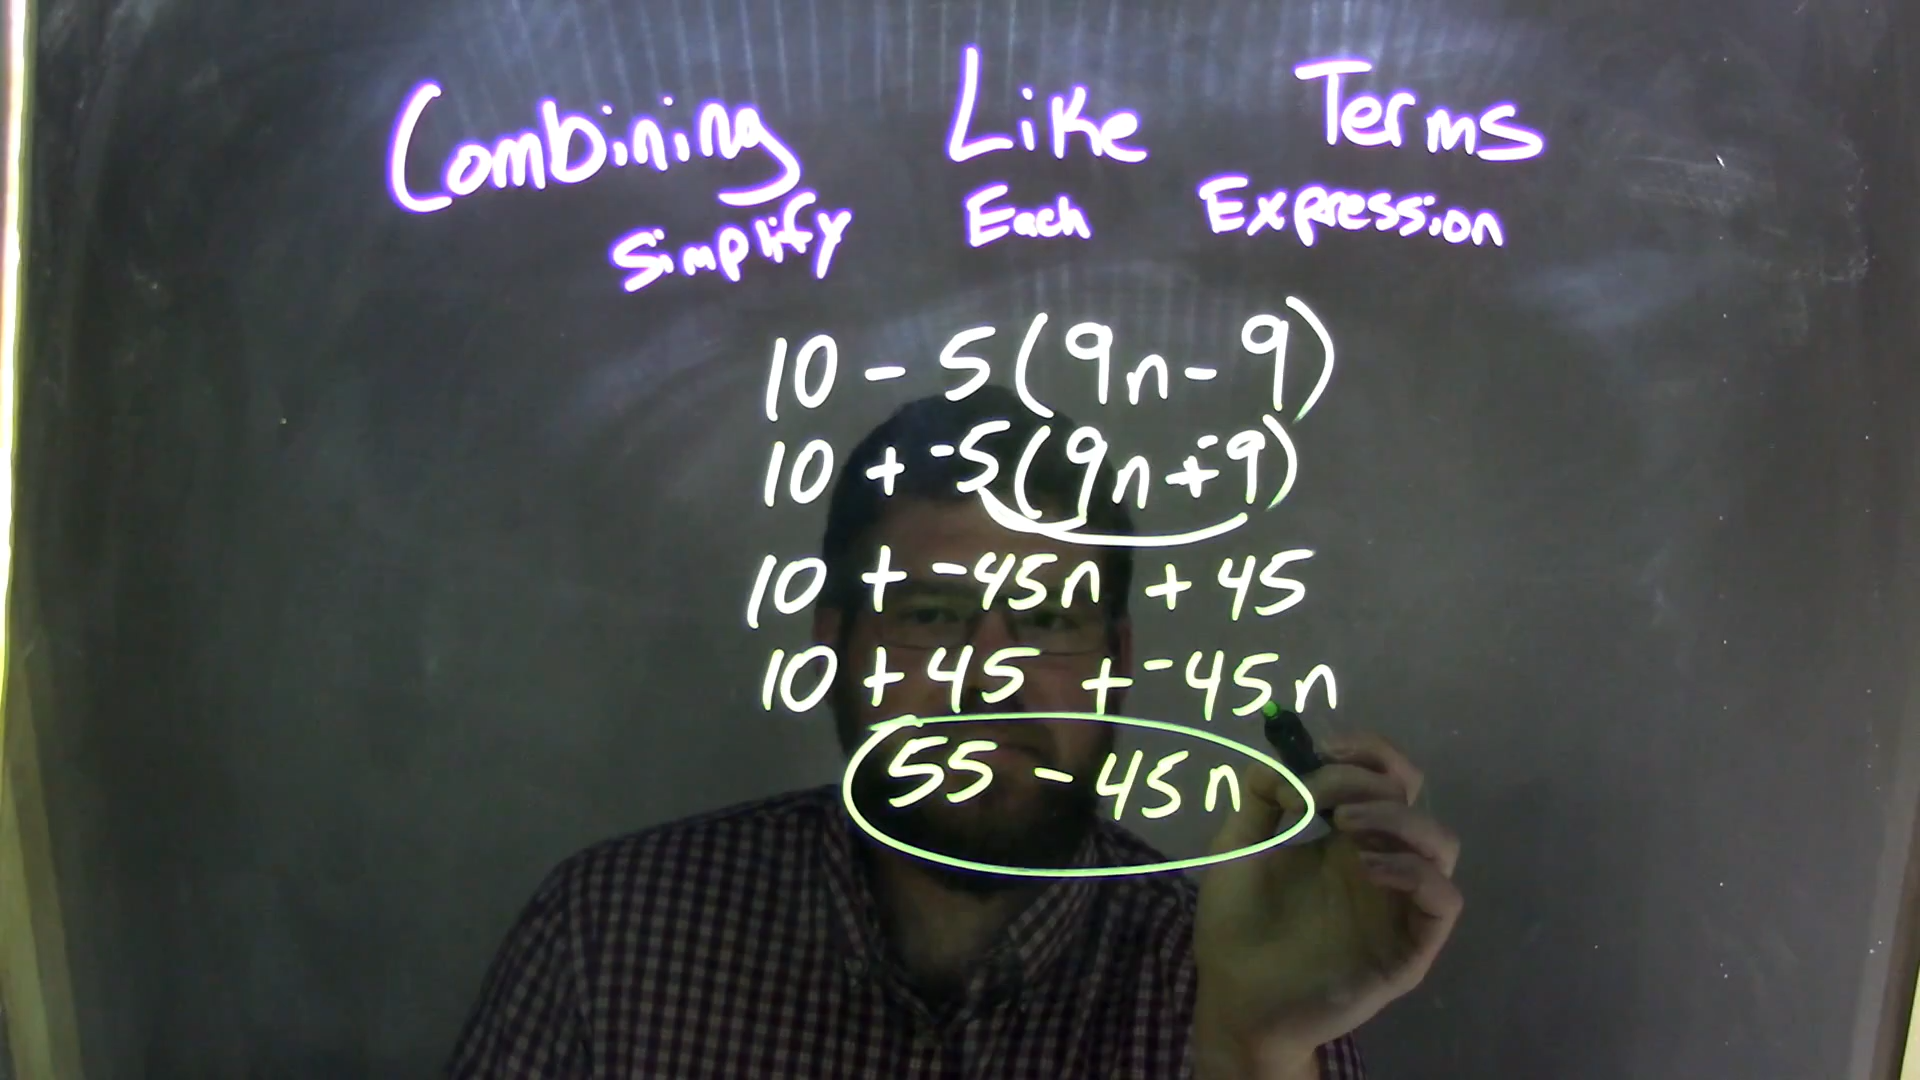 Combining Like Terms
Simplify Each Expression
10 - 5(9n - 9)
10 + -5(9n + -9)
10 + -45n + 45
10 + 45 + -45n
55 - 45n